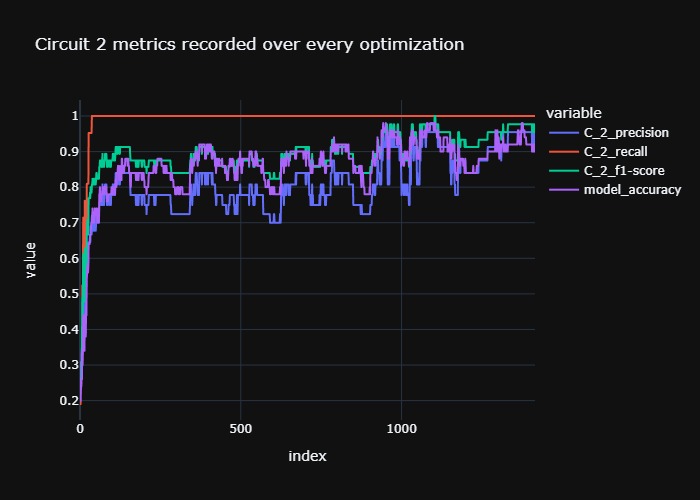 Circuit 2 metrics recorded over every optimization
variable
C_2_precision
C_2_recall
C_2_f1-score
model_accuracy
value
1
0.9
0.8
0.7
0.6
0.5
0.4
0.3
0.2
0
500
1000
index